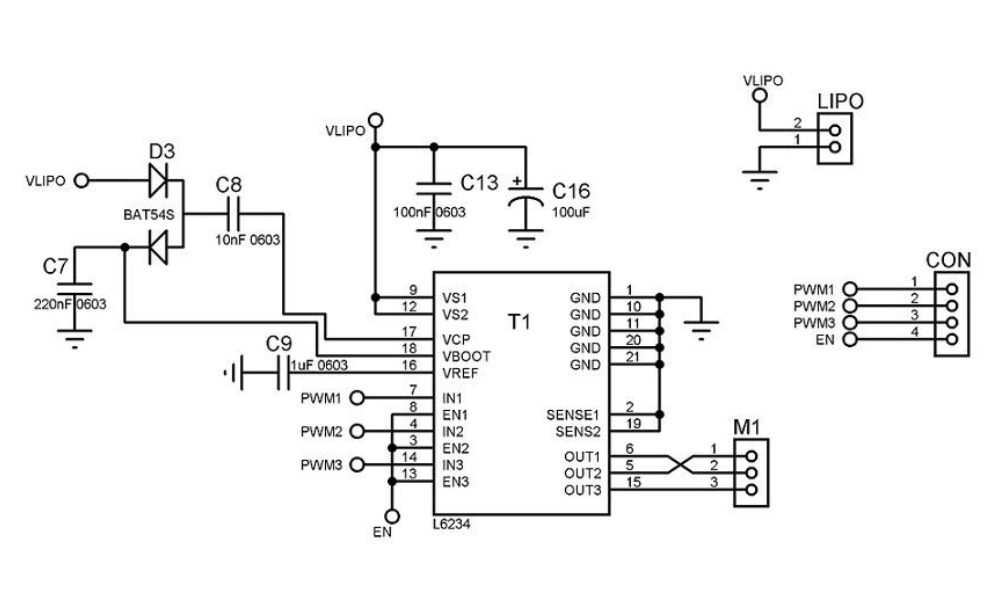 VLIPO
D3
BAT54S
C8
10nF 0603
C7
220nF 0603
VLIPO
C13
100nF 0603
+
C16
100uF
VLIPO
LIPO
2
1
CON
PWM1 1
PWM2 2
PWM3 3
EN 4
T1
9 VS1
12 VS2
17 VCP
18 VBOOT
16 VREF
C9
1uF 0603
PWM1 7 IN1
8 EN1
PWM2 4 IN2
3 EN2
PWM3 14 IN3
13 EN3
EN
L6234
GND 1
GND 10
GND 11
GND 20
GND 21
SENSE1 2
SENS2 19
OUT1 6
OUT2 5
OUT3 15
M1
1
2
3